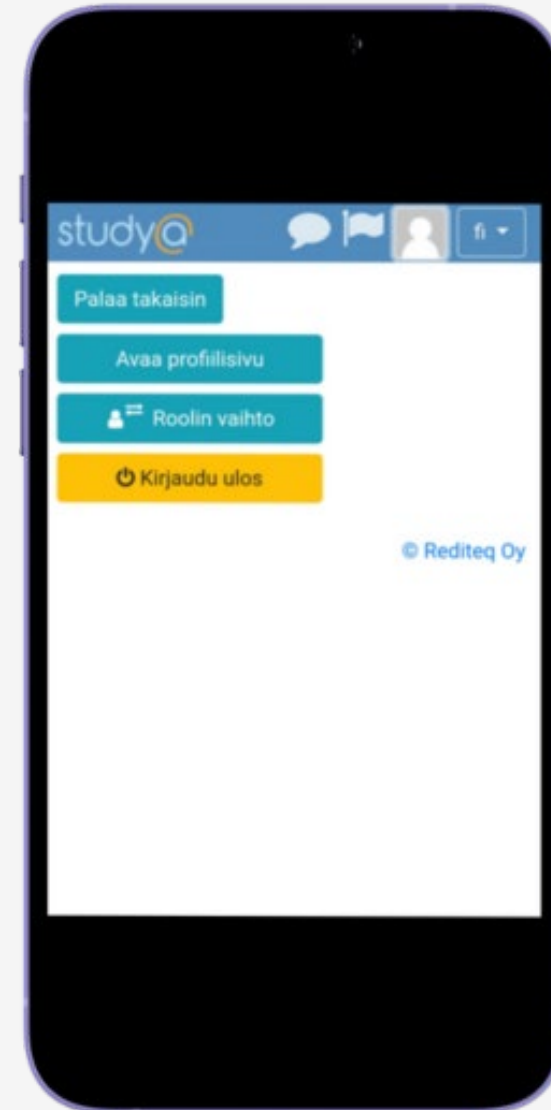 study@
fi
Palaa takaisin
Avaa profiilisivu
Roolin vaihto
Kirjaudu ulos
© Rediteq Oy